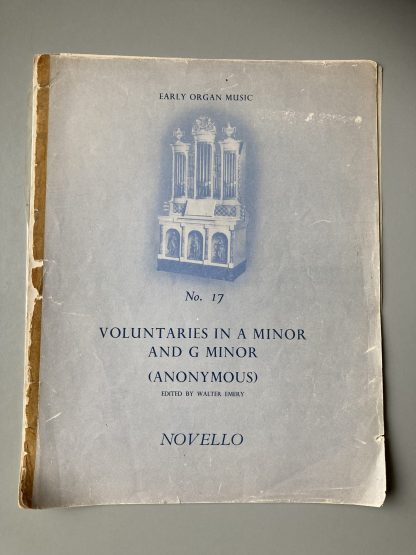 EARLY ORGAN MUSIC
No. 17
VOLUNTARIES IN A MINOR
AND G MINOR
(ANONYMOUS)
EDITED BY WALTER EMERY
NOVELLO